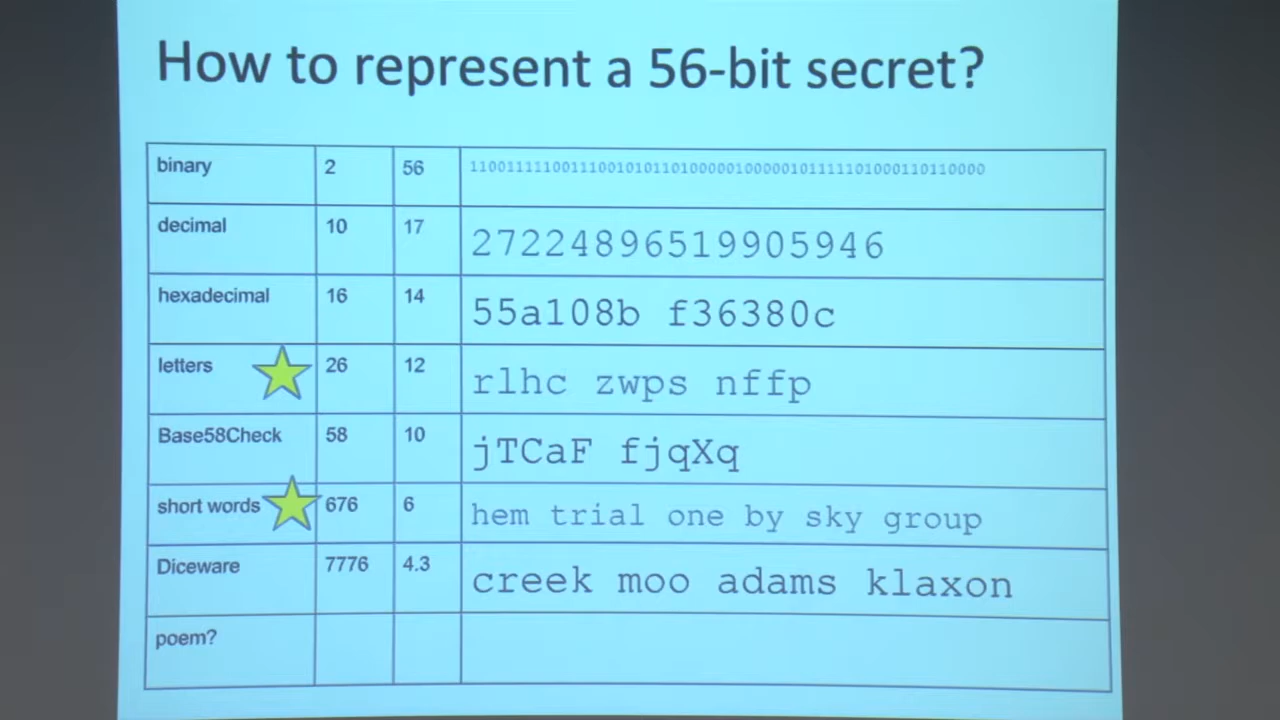 How to represent a 56-bit secret?
binary 2 56 11001111100111001010110100000100000101111101000110110000
decimal 10 17 27224896519905946
hexadecimal 16 14 55a108b f36380c
letters 26 12 rlhc zwps nffp
Base58Check 58 10 jTCaF fjqXq
short words 676 6 hem trial one by sky group
Diceware 7776 4.3 creek moo adams klaxon
poem?